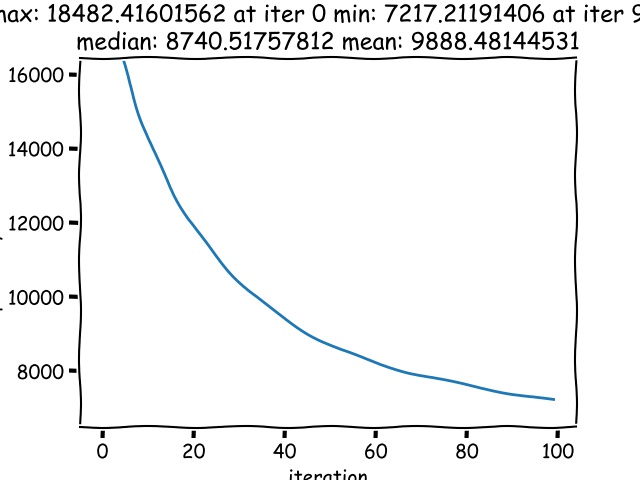 max: 18482.41601562 at iter 0 min: 7217.21191406 at iter 9
median: 8740.51757812 mean: 9888.48144531
16000
14000
12000
10000
8000
0 20 40 60 80 100
iteration